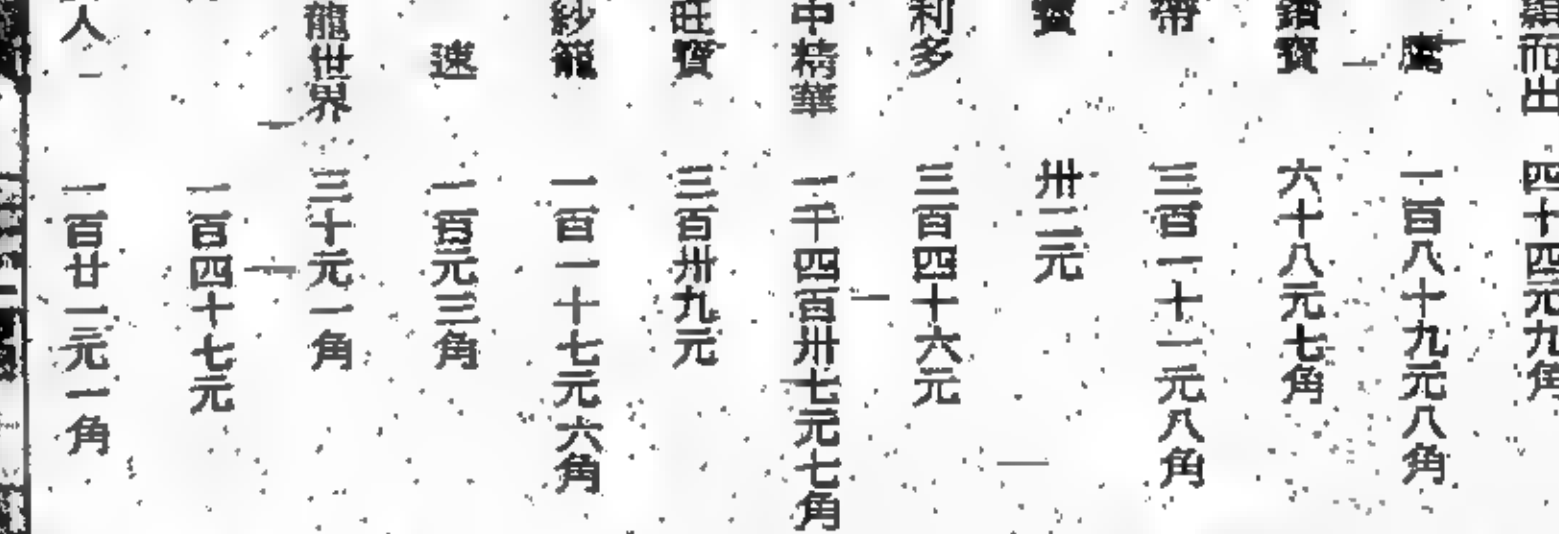 而出 四十四元九角
鷹 一百八十九元八角
寶 六十八元七角
帶 三百一十二元八角
寶 卅二元
利多 三百四十六元
中精華 一千四百卅七元七角
旺寶 三百卅九元
紗籠 一百一十七元六角
速 一百元三角
龍世界 三十元一角
一百四十七元
人 一百廿一元一角